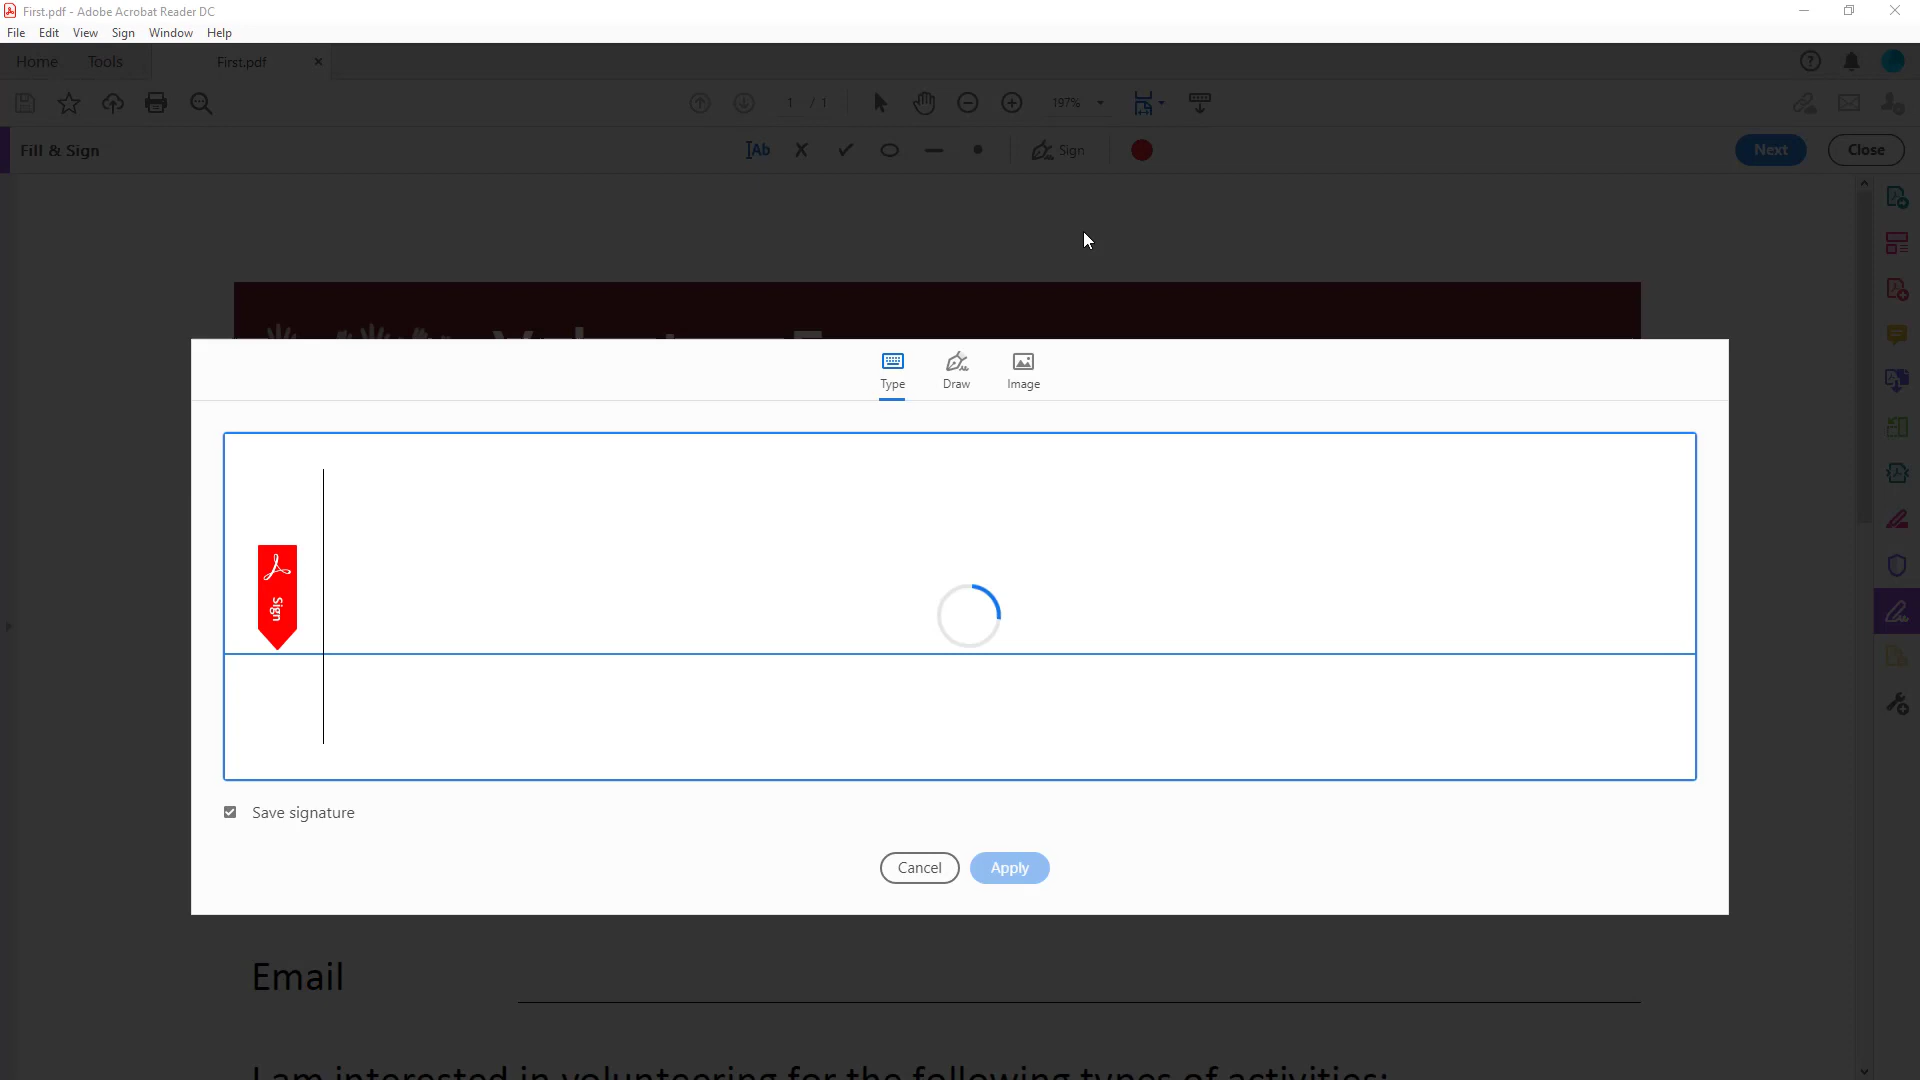 First.pdf - Adobe Acrobat Reader DC
File Edit View Sign Window Help
Home Tools First.pdf
1 / 1 197%
Fill & Sign Ab Sign Next Close
Type Draw Image
Sign
Save signature
Cancel Apply
Email
I am interested in volunteering for the following types of activities: